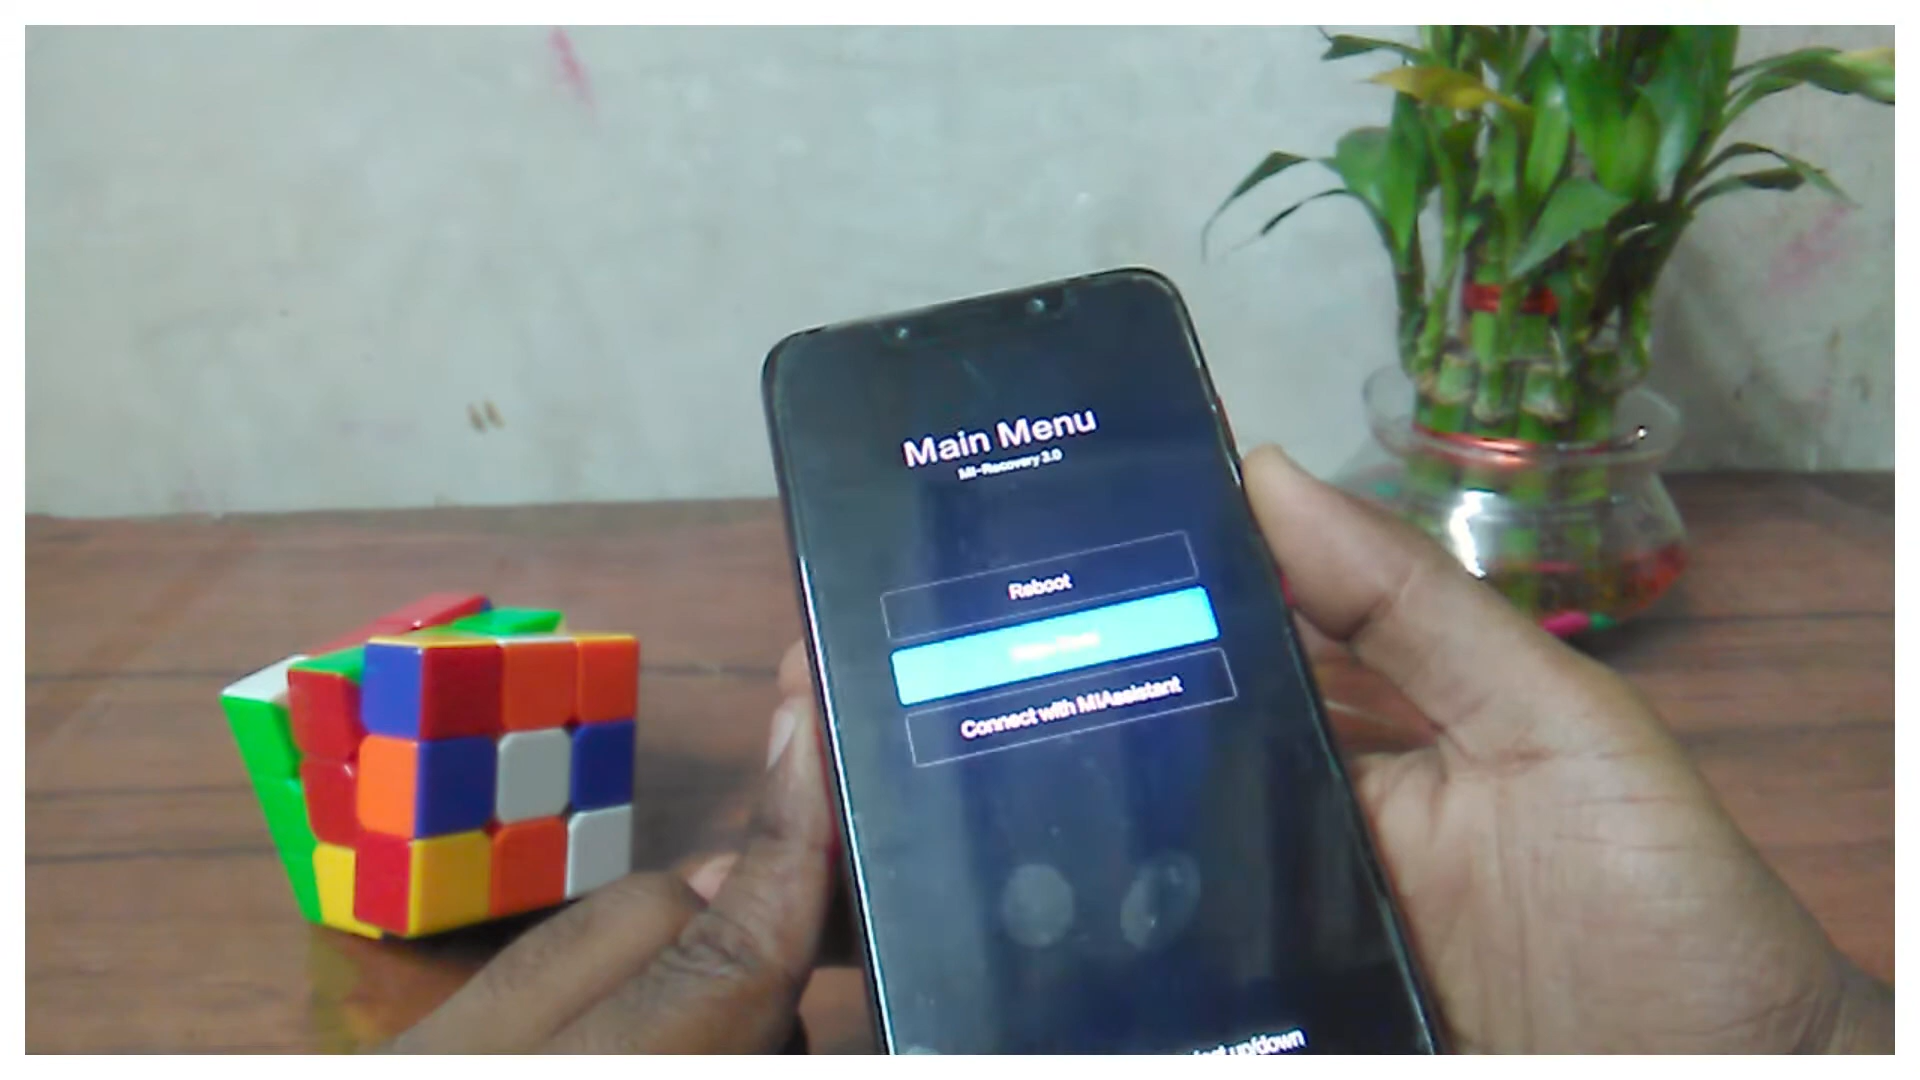 Main Menu
Mi-Recovery 3.0
Reboot
Connect with MIAssistant
up/down